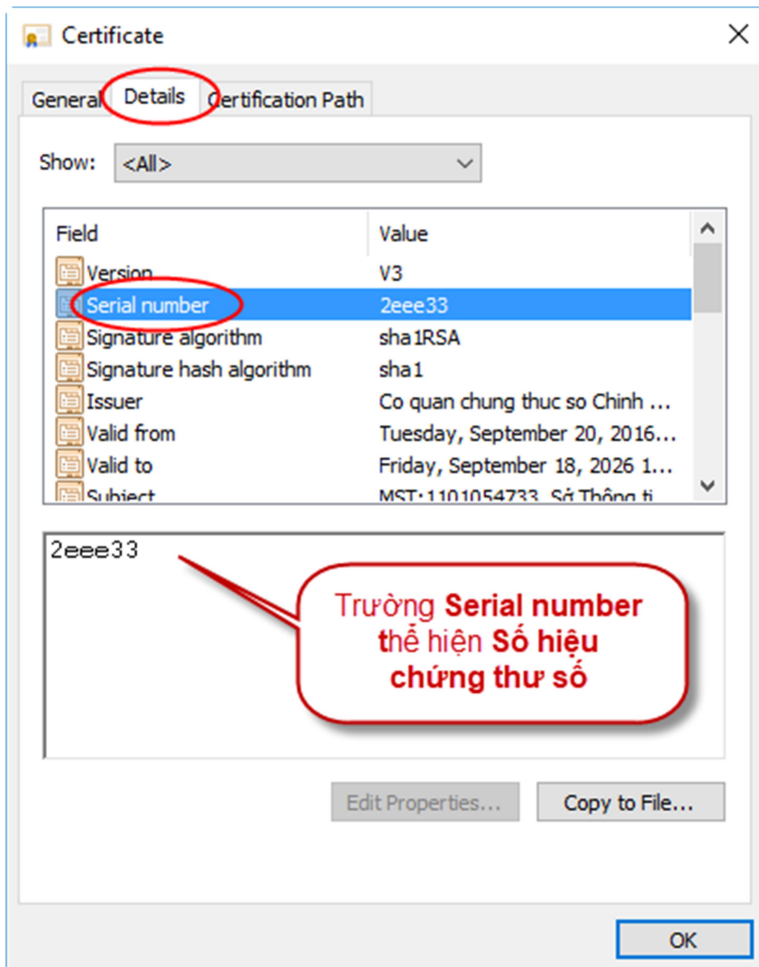 Certificate
General Details Certification Path
Show: <All>
Field Value
Version V3
Serial number 2eee33
Signature algorithm sha1RSA
Signature hash algorithm sha1
Issuer Co quan chung thuc so Chinh ...
Valid from Tuesday, September 20, 2016...
Valid to Friday, September 18, 2026 1...
Subject MST:1101054733, Sở Thông ti
2eee33
Trường Serial number
thể hiện Số hiệu
chứng thư số
Edit Properties... Copy to File...
OK